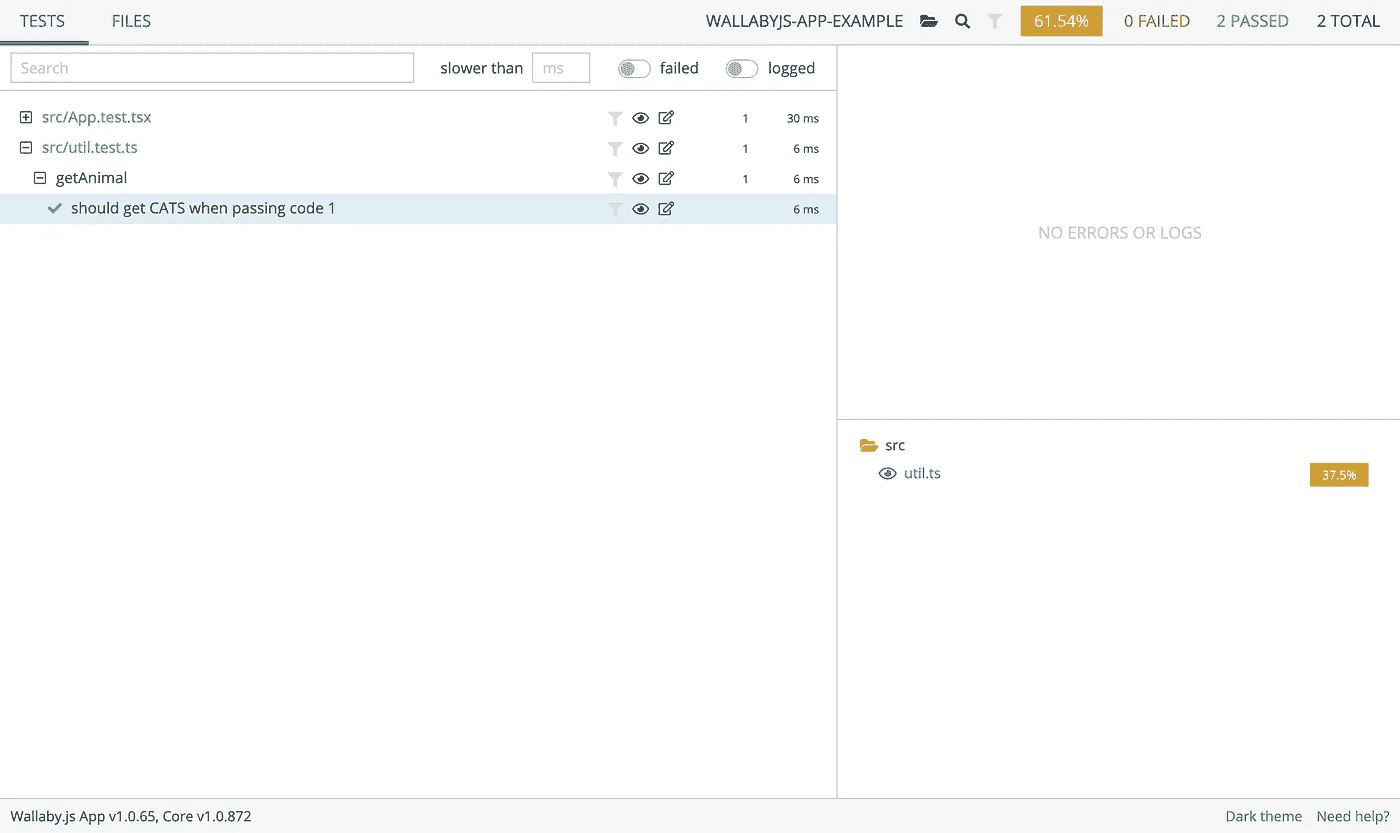 TESTS FILES WALLABYJS-APP-EXAMPLE 61.54% 0 FAILED 2 PASSED 2 TOTAL
Search slower than ms failed logged
src/App.test.tsx 1 30 ms
src/util.test.ts 1 6 ms
getAnimal 1 6 ms
should get CATS when passing code 1 6 ms
NO ERRORS OR LOGS
src
util.ts 37.5%
Wallaby.js App v1.0.65, Core v1.0.872 Dark theme Need help?